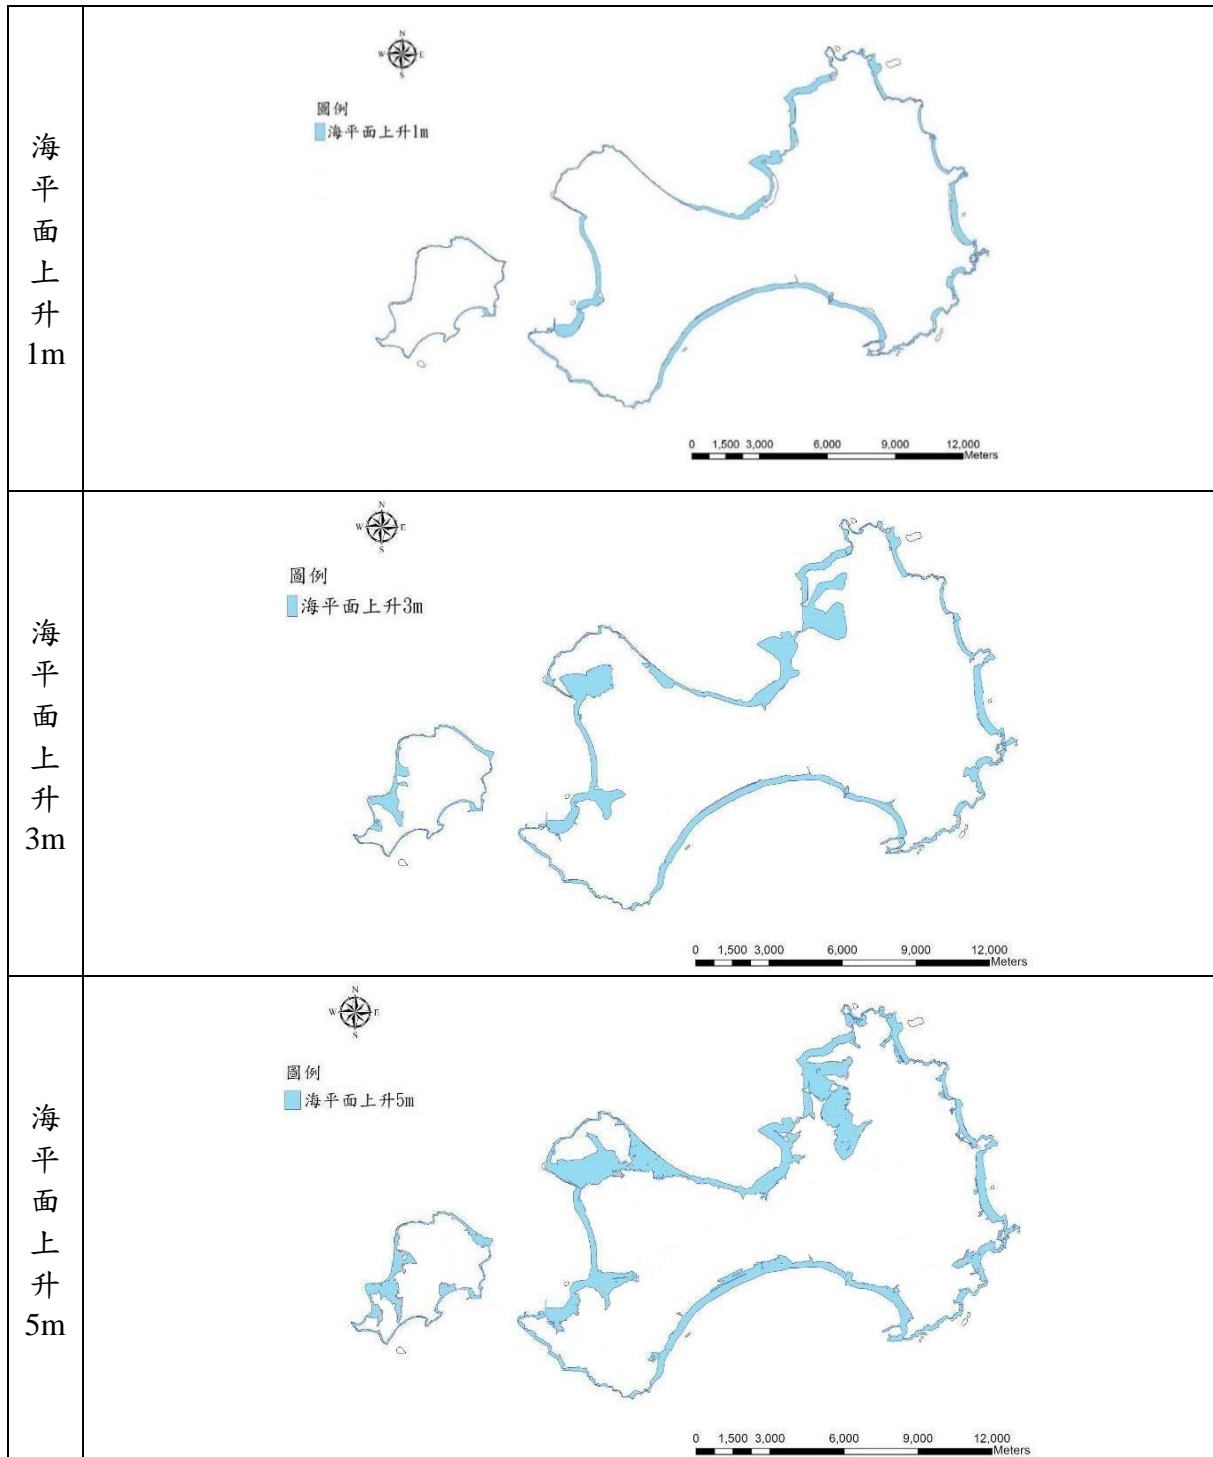 海
平
面
上
升
1m
N
W E
S
圖例
海平面上升1m
0 1,500 3,000 6,000 9,000 12,000
Meters
海
平
面
上
升
3m
N
W E
S
圖例
海平面上升3m
0 1,500 3,000 6,000 9,000 12,000
Meters
海
平
面
上
升
5m
N
W E
S
圖例
海平面上升5m
0 1,500 3,000 6,000 9,000 12,000
Meters